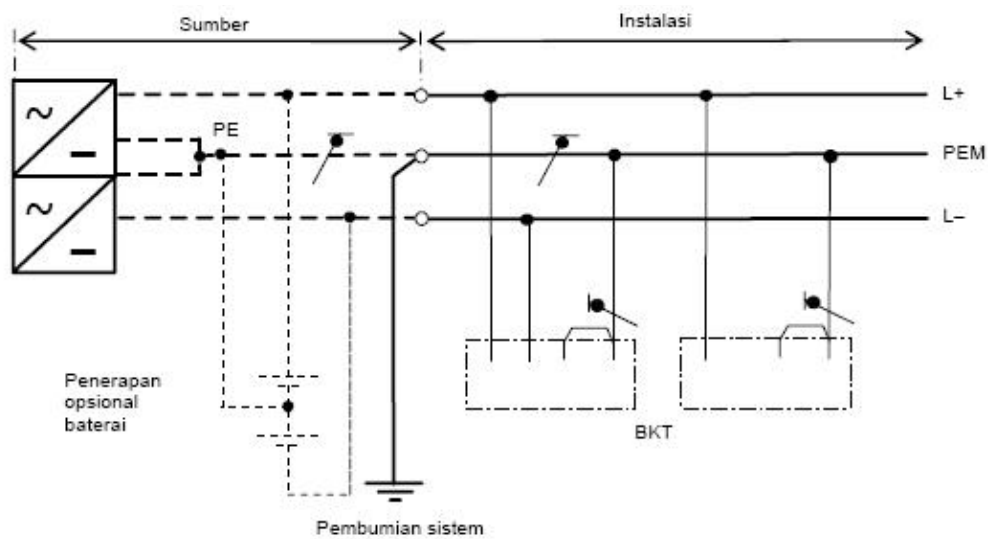 Sumber
Instalasi
L+
PE
PEM
L–
Penerapan
opsional
baterai
BKT
Pembumian sistem